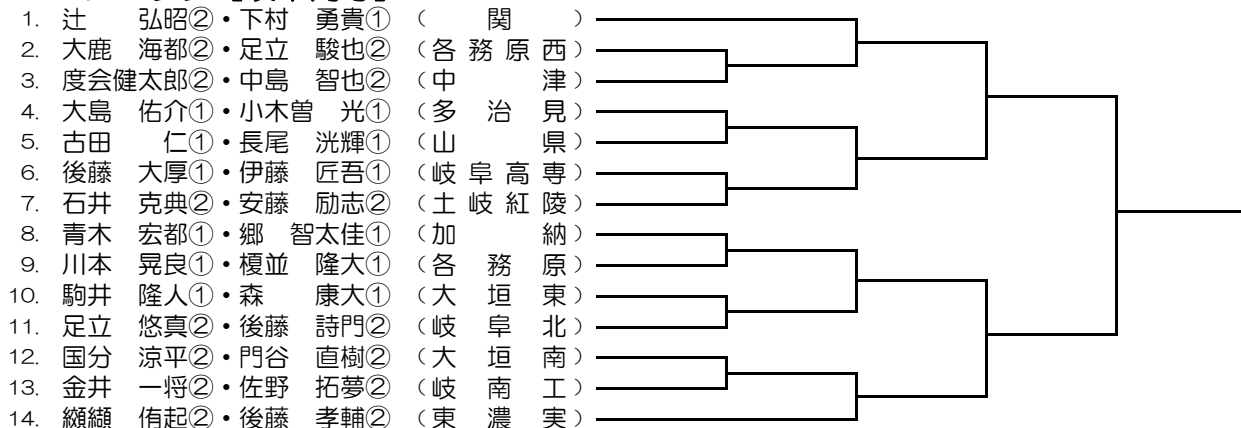 1. 辻　弘昭②・下村　勇貴① （関）
2. 大鹿　海都②・足立　駿也② （各務原西）
3. 度会健太郎②・中島　智也② （中津）
4. 大島　佑介①・小木曽　光① （多治見）
5. 古田　仁①・長尾　洸輝① （山県）
6. 後藤　大厚①・伊藤　匠吾① （岐阜高専）
7. 石井　克典②・安藤　励志② （土岐紅陵）
8. 青木　宏都①・郷　智太佳① （加納）
9. 川本　晃良①・榎並　隆大① （各務原）
10. 駒井　隆人①・森　康大① （大垣東）
11. 足立　悠真②・後藤　詩門② （岐阜北）
12. 国分　涼平②・門谷　直樹② （大垣南）
13. 金井　一将②・佐野　拓夢② （岐南工）
14. 纐纈　侑起②・後藤　孝輔② （東濃実）